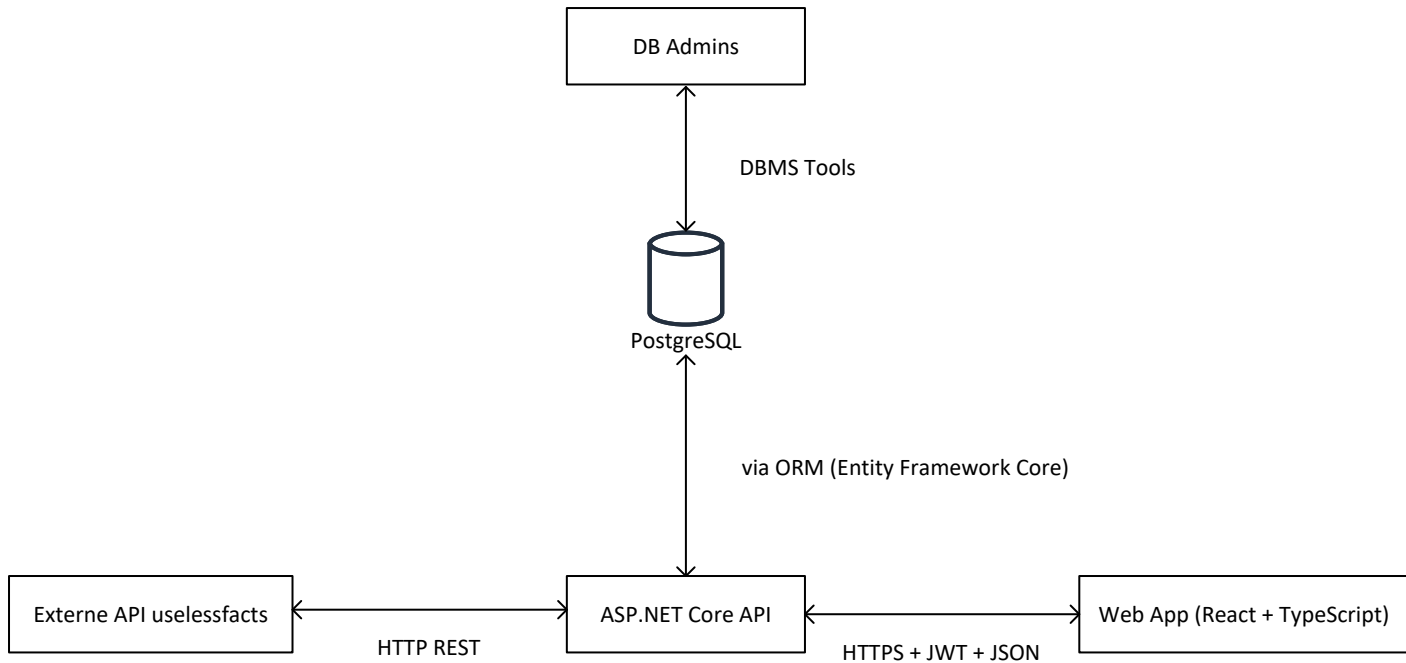 DB Admins
DBMS Tools
PostgreSQL
via ORM (Entity Framework Core)
Externe API uselessfacts
HTTP REST
ASP.NET Core API
HTTPS + JWT + JSON
Web App (React + TypeScript)